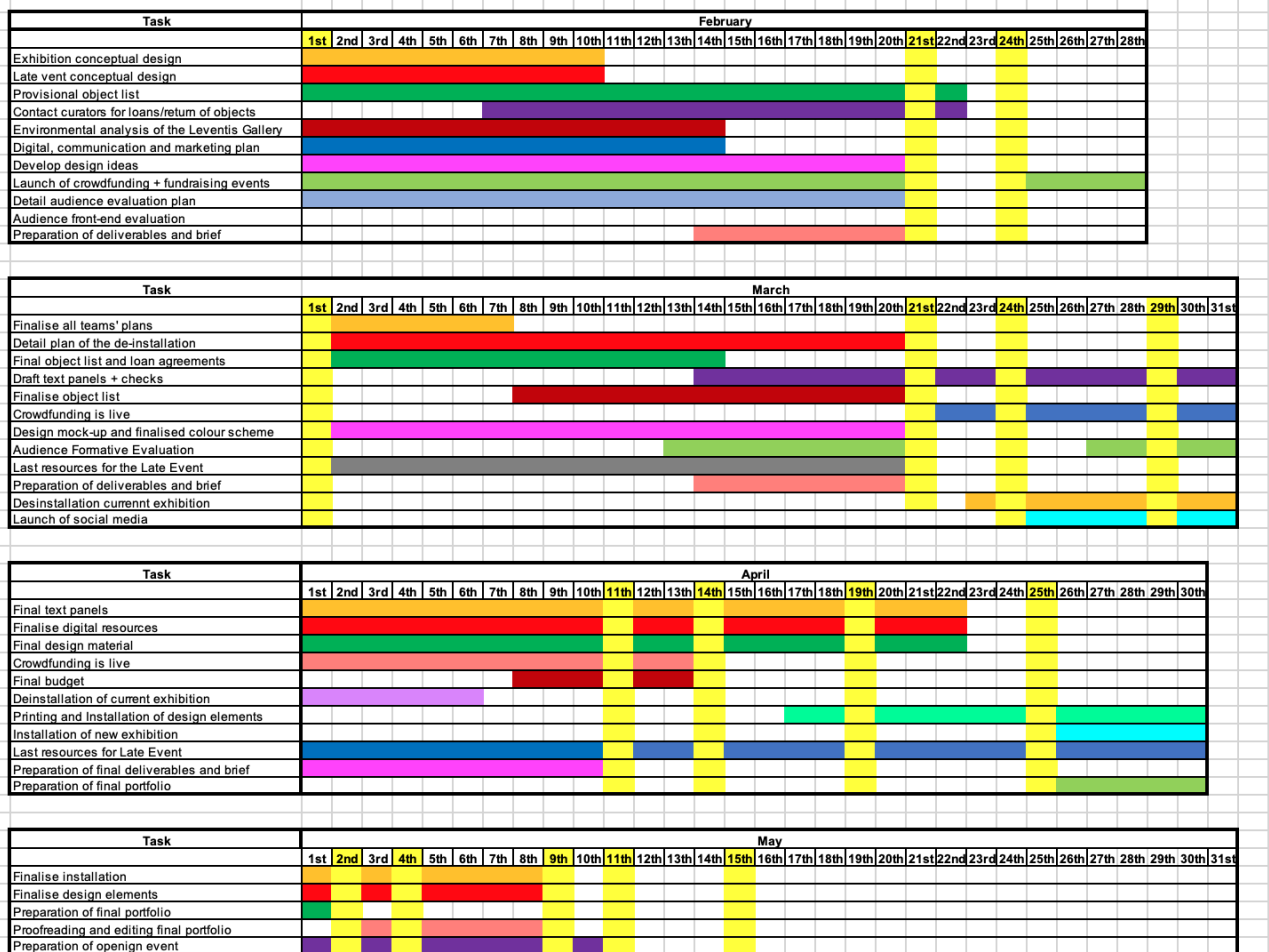 Task February
1st 2nd 3rd 4th 5th 6th 7th 8th 9th 10th 11th 12th 13th 14th 15th 16th 17th 18th 19th 20th 21st 22nd 23rd 24th 25th 26th 27th 28th
Exhibition conceptual design
Late vent conceptual design
Provisional object list
Contact curators for loans/return of objects
Environmental analysis of the Leventis Gallery
Digital, communication and marketing plan
Develop design ideas
Launch of crowdfunding + fundraising events
Detail audience evaluation plan
Audience front-end evaluation
Preparation of deliverables and brief
Task March
1st 2nd 3rd 4th 5th 6th 7th 8th 9th 10th 11th 12th 13th 14th 15th 16th 17th 18th 19th 20th 21st 22nd 23rd 24th 25th 26th 27th 28th 29th 30th 31st
Finalise all teams' plans
Detail plan of the de-installation
Final object list and loan agreements
Draft text panels + checks
Finalise object list
Crowdfunding is live
Design mock-up and finalised colour scheme
Audience Formative Evaluation
Last resources for the Late Event
Preparation of deliverables and brief
Desinstallation currennt exhibition
Launch of social media
Task April
1st 2nd 3rd 4th 5th 6th 7th 8th 9th 10th 11th 12th 13th 14th 15th 16th 17th 18th 19th 20th 21st 22nd 23rd 24th 25th 26th 27th 28th 29th 30th
Final text panels
Finalise digital resources
Final design material
Crowdfunding is live
Final budget
Deinstallation of current exhibition
Printing and Installation of design elements
Installation of new exhibition
Last resources for Late Event
Preparation of final deliverables and brief
Preparation of final portfolio
Task May
1st 2nd 3rd 4th 5th 6th 7th 8th 9th 10th 11th 12th 13th 14th 15th 16th 17th 18th 19th 20th 21st 22nd 23rd 24th 25th 26th 27th 28th 29th 30th 31st
Finalise installation
Finalise design elements
Preparation of final portfolio
Proofreading and editing final portfolio
Preparation of openign event